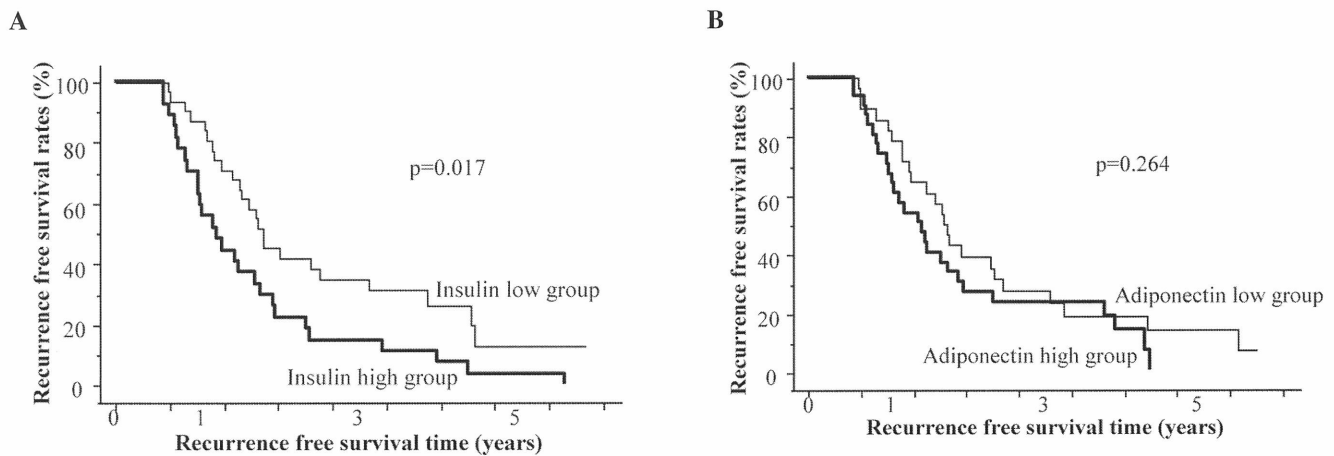 A
Recurrence free survival rates (%)
100
80
60
40
20
0
p=0.017
Insulin low group
Insulin high group
0 1 3 5
Recurrence free survival time (years)
B
Recurrence free survival rates (%)
100
80
60
40
20
0
p=0.264
Adiponectin low group
Adiponectin high group
0 1 3 5
Recurrence free survival time (years)